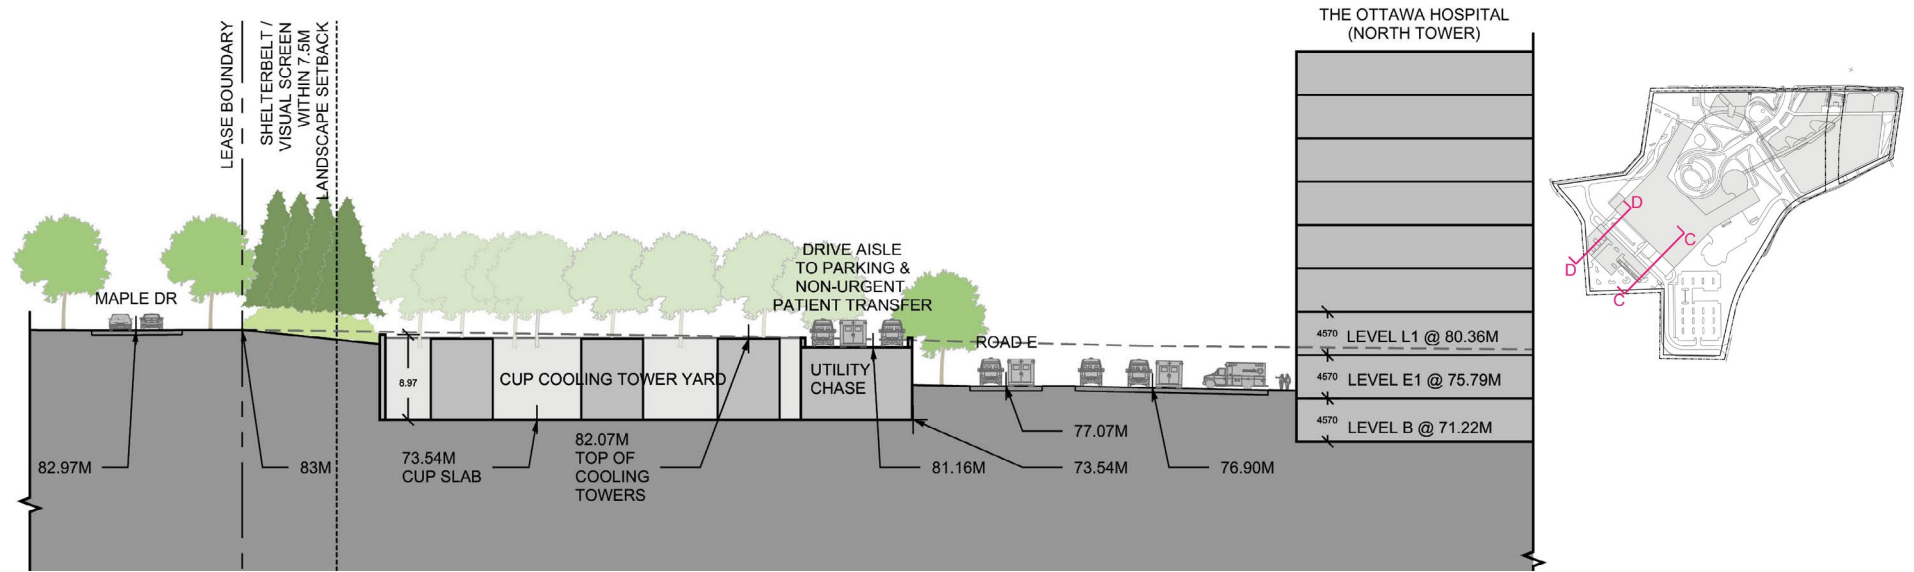 LEASE BOUNDARY
SHELTERBELT /
VISUAL SCREEN
WITHIN 7.5M
LANDSCAPE SETBACK
THE OTTAWA HOSPITAL
(NORTH TOWER)
MAPLE DR
DRIVE AISLE
TO PARKING &
NON-URGENT
PATIENT TRANSFER
ROAD E
4570 LEVEL L1 @ 80.36M
4570 LEVEL E1 @ 75.79M
4570 LEVEL B @ 71.22M
8.97
CUP COOLING TOWER YARD
UTILITY
CHASE
82.97M
83M
73.54M
CUP SLAB
82.07M
TOP OF
COOLING
TOWERS
81.16M
77.07M
73.54M
76.90M
D
D
C
C